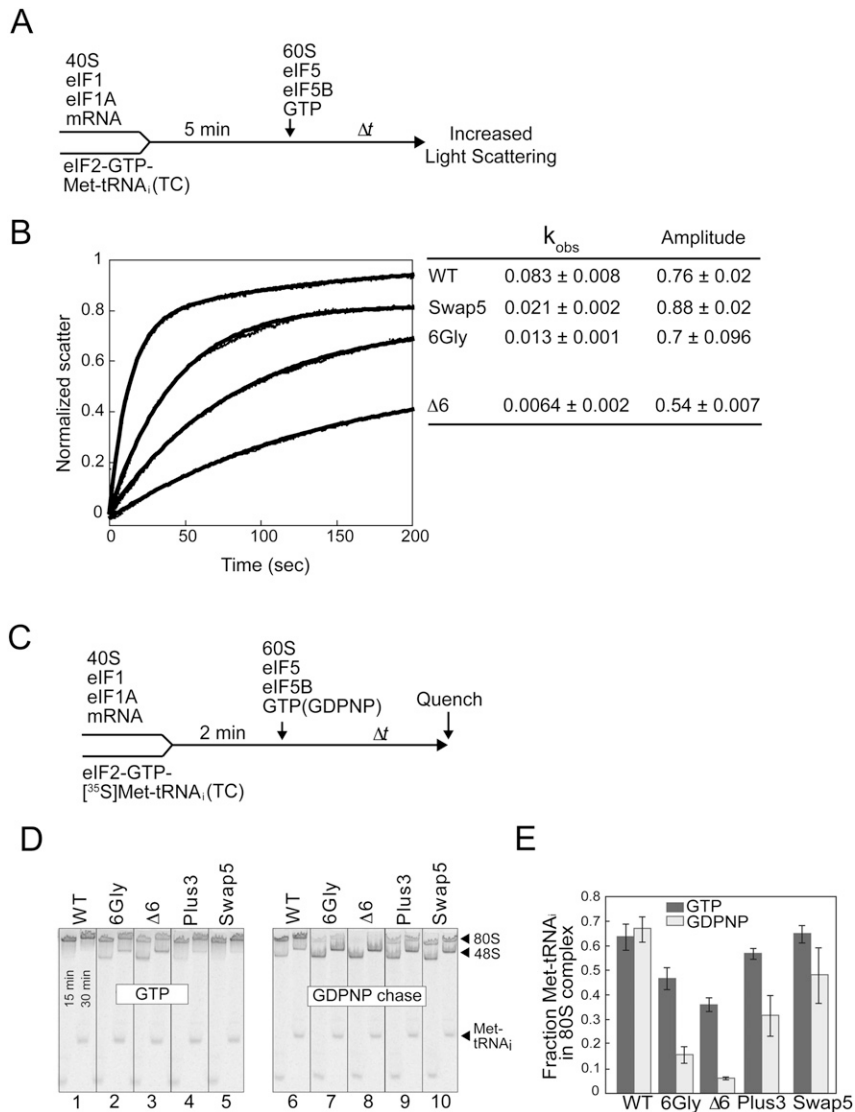 A
40S
eIF1
eIF1A
mRNA
eIF2-GTP-
Met-tRNAi(TC)
5 min
60S
eIF5
eIF5B
GTP
Δt
Increased
Light Scattering
B
Normalized scatter
1
0.8
0.6
0.4
0.2
0
0 50 100 150 200
Time (sec)
kobs Amplitude
WT 0.083 ± 0.008 0.76 ± 0.02
Swap5 0.021 ± 0.002 0.88 ± 0.02
6Gly 0.013 ± 0.001 0.7 ± 0.096
Δ6 0.0064 ± 0.002 0.54 ± 0.007
C
40S
eIF1
eIF1A
mRNA
eIF2-GTP-
[35S]Met-tRNAi(TC)
2 min
60S
eIF5
eIF5B
GTP(GDPNP)
Δt
Quench
D
WT 6Gly Δ6 Plus3 Swap5 WT 6Gly Δ6 Plus3 Swap5
15 min
30 min
GTP GDPNP chase
80S
48S
Met-
tRNAi
1 2 3 4 5 6 7 8 9 10
E
Fraction Met-tRNAi
in 80S complex
0.8
0.7
0.6
0.5
0.4
0.3
0.2
0.1
0
GTP
GDPNP
WT 6Gly Δ6 Plus3 Swap5